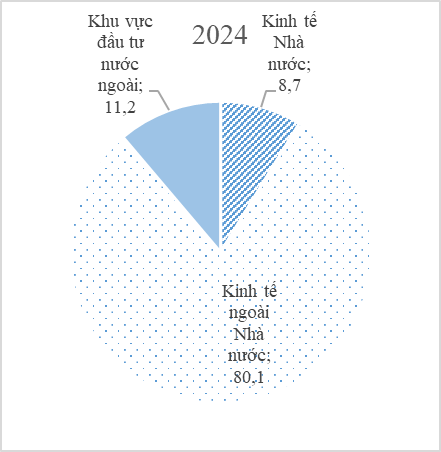 2024
Khu vực
đầu tư
nước
ngoài;
11,2
Kinh tế
Nhà
nước;
8,7
Kinh tế
ngoài
Nhà
nước;
80,1